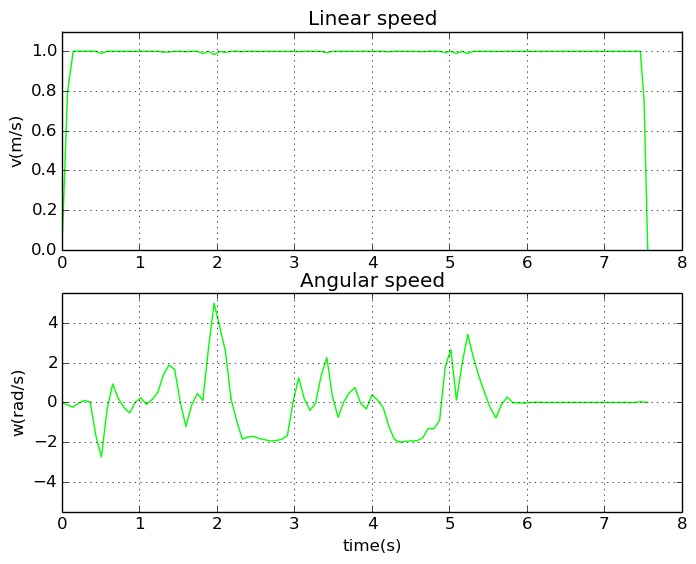 Linear speed
v(m/s)
1.0
0.8
0.6
0.4
0.2
0.0
0 1 2 3 4 5 6 7 8
Angular speed
w(rad/s)
4
2
0
−2
−4
0 1 2 3 4 5 6 7 8
time(s)